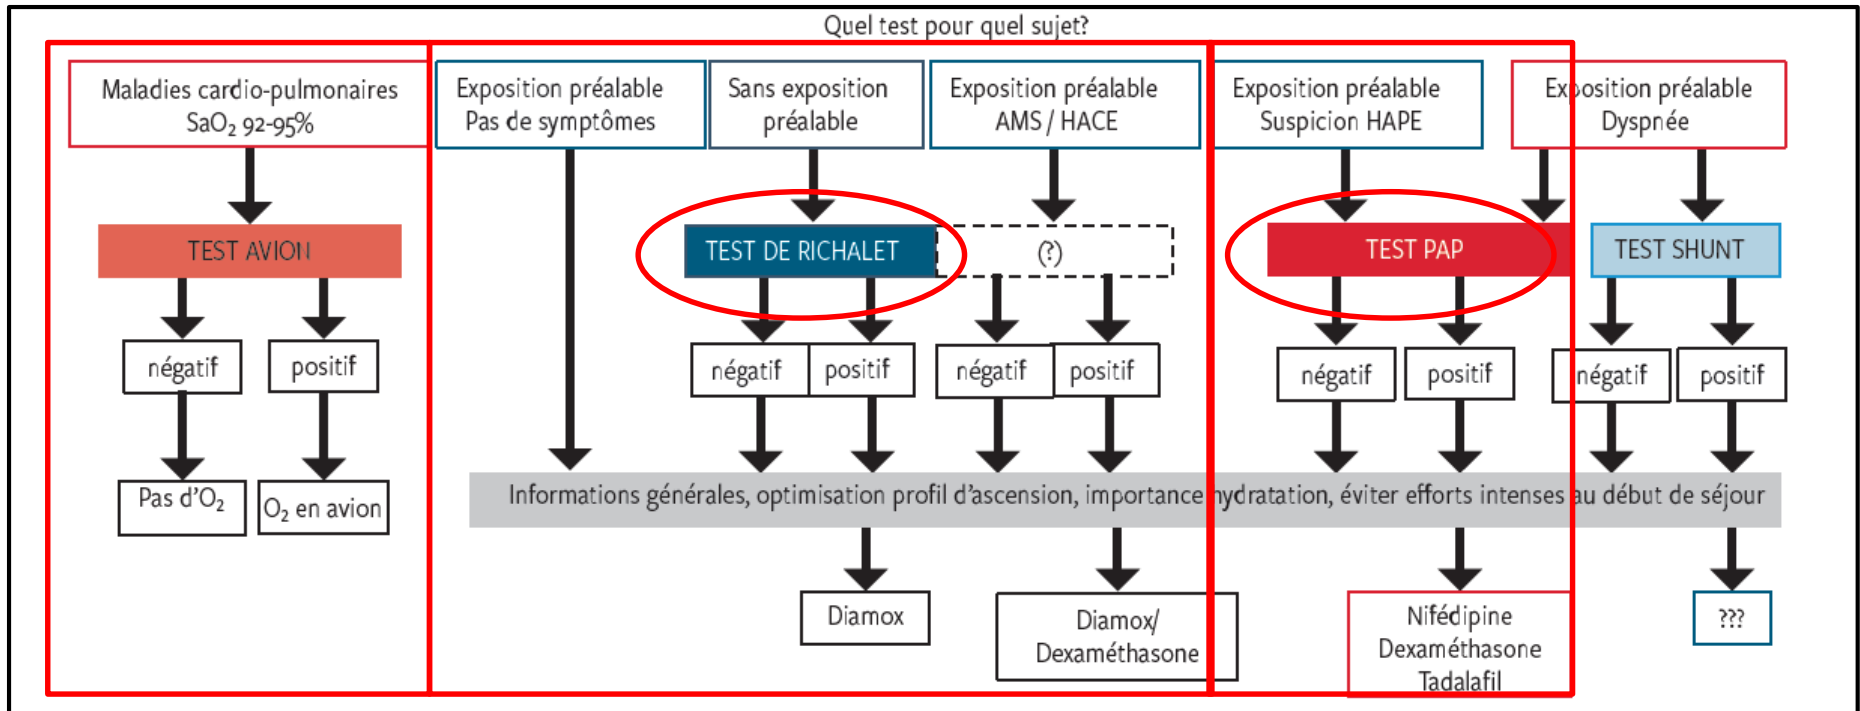 Quel test pour quel sujet?
Maladies cardio-pulmonaires
SaO₂ 92-95%
Exposition préalable
Pas de symptômes
Sans exposition
préalable
Exposition préalable
AMS / HACE
Exposition préalable
Suspicion HAPE
Exposition préalable
Dyspnée
TEST AVION
TEST DE RICHALET
(?)
TEST PAP
TEST SHUNT
négatif
positif
négatif
positif
négatif
positif
négatif
positif
négatif
positif
Pas d'O₂
O₂ en avion
Informations générales, optimisation profil d'ascension, importance hydratation, éviter efforts intenses au début de séjour
Diamox
Diamox/
Dexaméthasone
Nifédipine
Dexaméthasone
Tadalafil
???